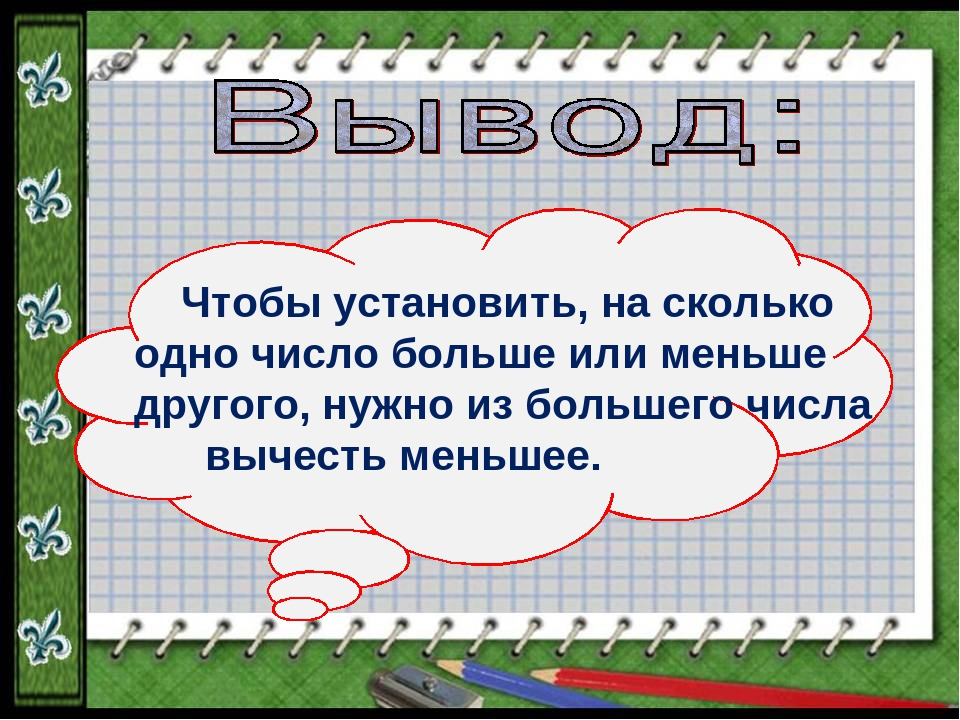 Вывод:
Чтобы установить, на сколько
одно число больше или меньше
другого, нужно из большего числа
вычесть меньшее.